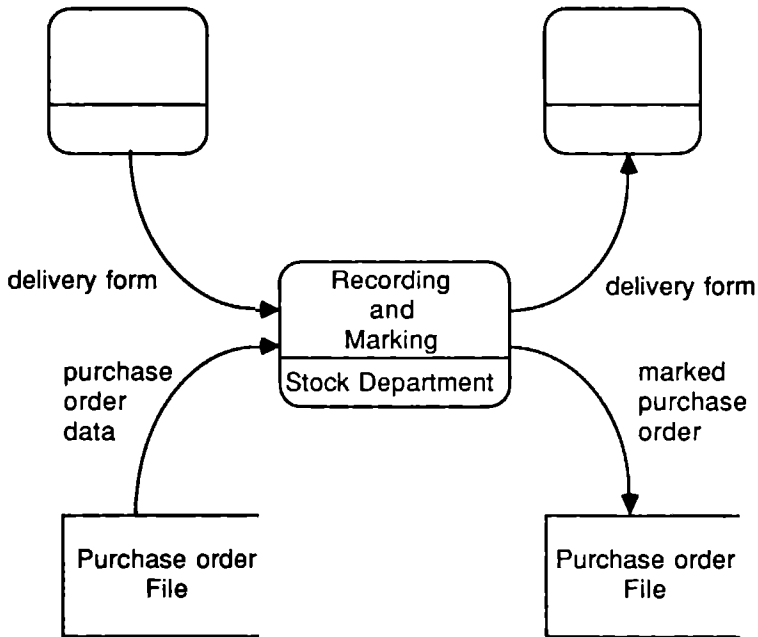 delivery form
Recording
and
Marking
Stock Department
delivery form
purchase
order
data
marked
purchase
order
Purchase order
File
Purchase order
File